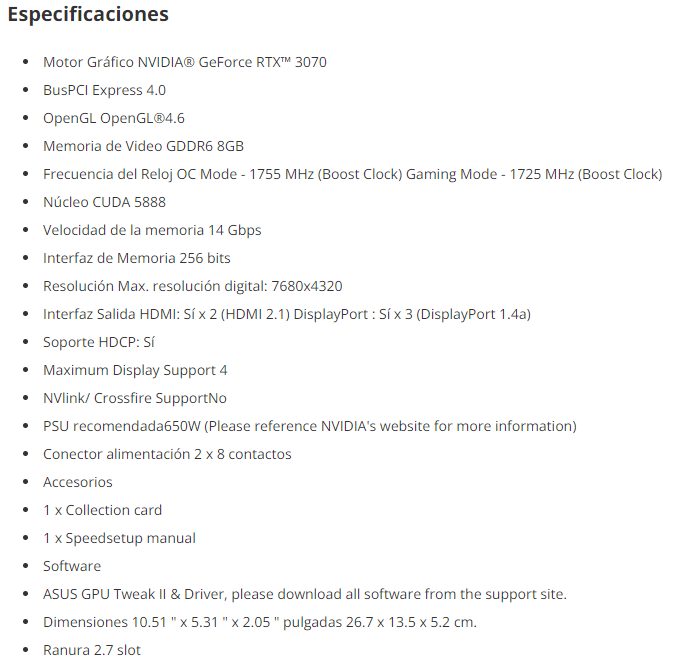 Especificaciones
Motor Gráfico NVIDIA® GeForce RTX™ 3070
BusPCI Express 4.0
OpenGL OpenGL®4.6
Memoria de Video GDDR6 8GB
Frecuencia del Reloj OC Mode - 1755 MHz (Boost Clock) Gaming Mode - 1725 MHz (Boost Clock)
Núcleo CUDA 5888
Velocidad de la memoria 14 Gbps
Interfaz de Memoria 256 bits
Resolución Max. resolución digital: 7680x4320
Interfaz Salida HDMI: Sí x 2 (HDMI 2.1) DisplayPort : Sí x 3 (DisplayPort 1.4a)
Soporte HDCP: Sí
Maximum Display Support 4
NVlink/ Crossfire SupportNo
PSU recomendada650W (Please reference NVIDIA's website for more information)
Conector alimentación 2 x 8 contactos
Accesorios
1 x Collection card
1 x Speedsetup manual
Software
ASUS GPU Tweak II & Driver, please download all software from the support site.
Dimensiones 10.51 " x 5.31 " x 2.05 " pulgadas 26.7 x 13.5 x 5.2 cm.
Ranura 2.7 slot